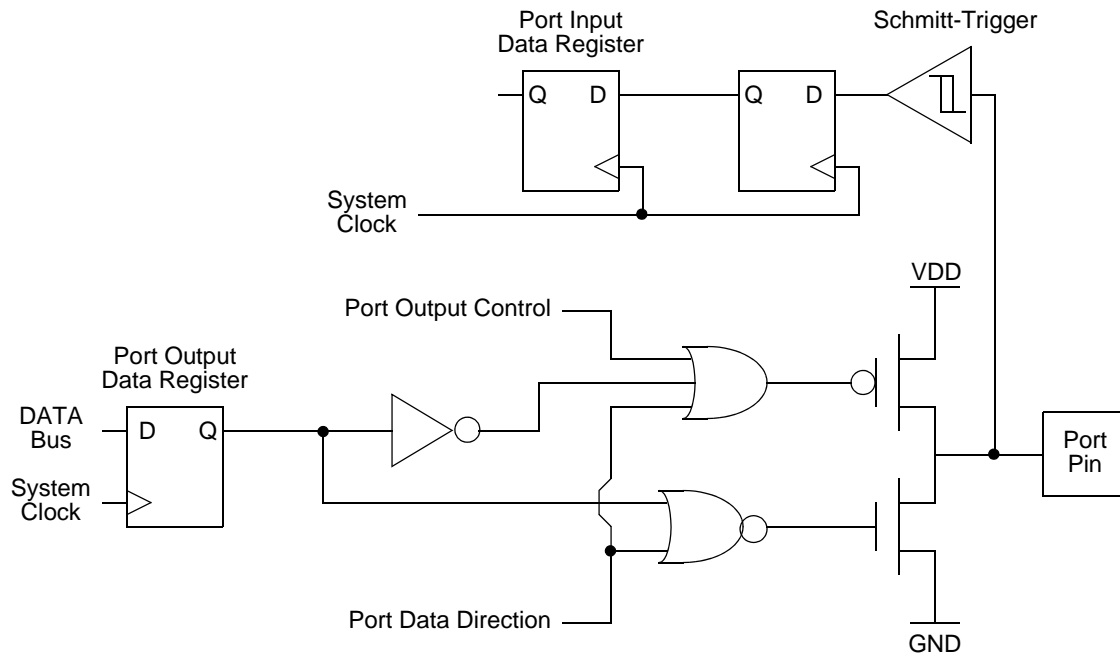 Port Input
Data Register
Schmitt-Trigger
Q D
Q D
System
Clock
VDD
Port Output Control
Port Output
Data Register
DATA
Bus
D Q
System
Clock
Port
Pin
Port Data Direction
GND